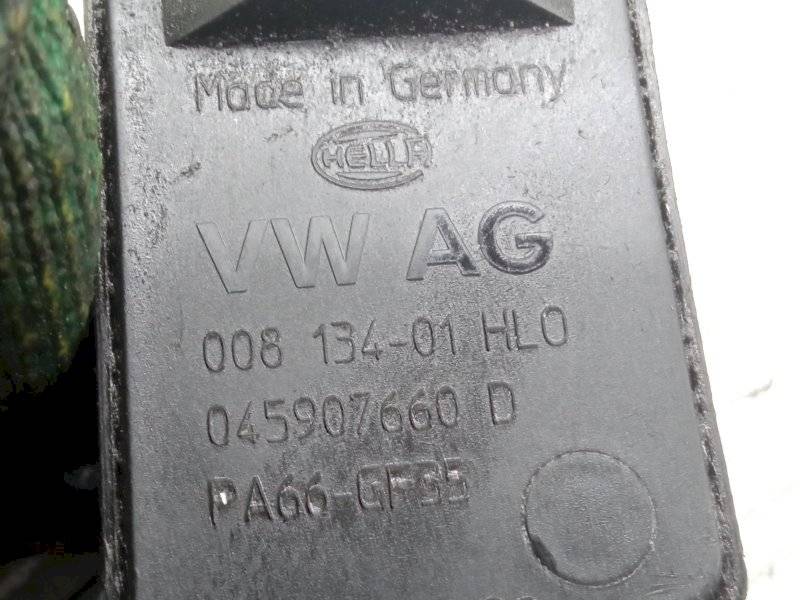 Made in Germany
HELLA
VW AG
008 134-01 HLO
045907660 D
PA66-GF35